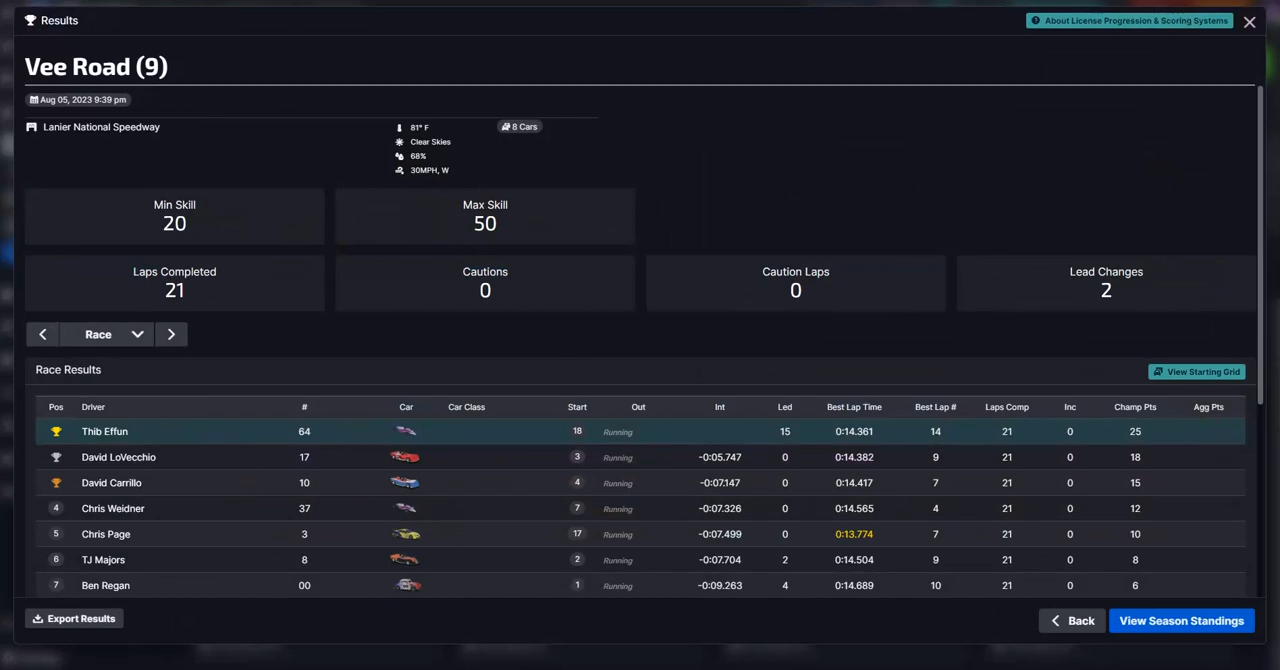 Results
About License Progression & Scoring Systems
Vee Road (9)
Aug 05, 2023 9:39 pm
Lanier National Speedway
81° F
8 Cars
Clear Skies
68%
30MPH, W
Min Skill
20
Max Skill
50
Laps Completed
21
Cautions
0
Caution Laps
0
Lead Changes
2
Race
Race Results
View Starting Grid
Pos Driver # Car Car Class Start Out Int Led Best Lap Time Best Lap # Laps Comp Inc Champ Pts Agg Pts
Thib Effun 64 18 Running 15 0:14.361 14 21 0 25
David LoVecchio 17 3 Running -0:05.747 0 0:14.382 9 21 0 18
David Carrillo 10 4 Running -0:07.147 0 0:14.417 7 21 0 15
4 Chris Weidner 37 7 Running -0:07.326 0 0:14.565 4 21 0 12
5 Chris Page 3 17 Running -0:07.499 0 0:13.774 7 21 0 10
6 TJ Majors 8 2 Running -0:07.704 2 0:14.504 9 21 0 8
7 Ben Regan 00 1 Running -0:09.263 4 0:14.689 10 21 0 6
Export Results
Back
View Season Standings